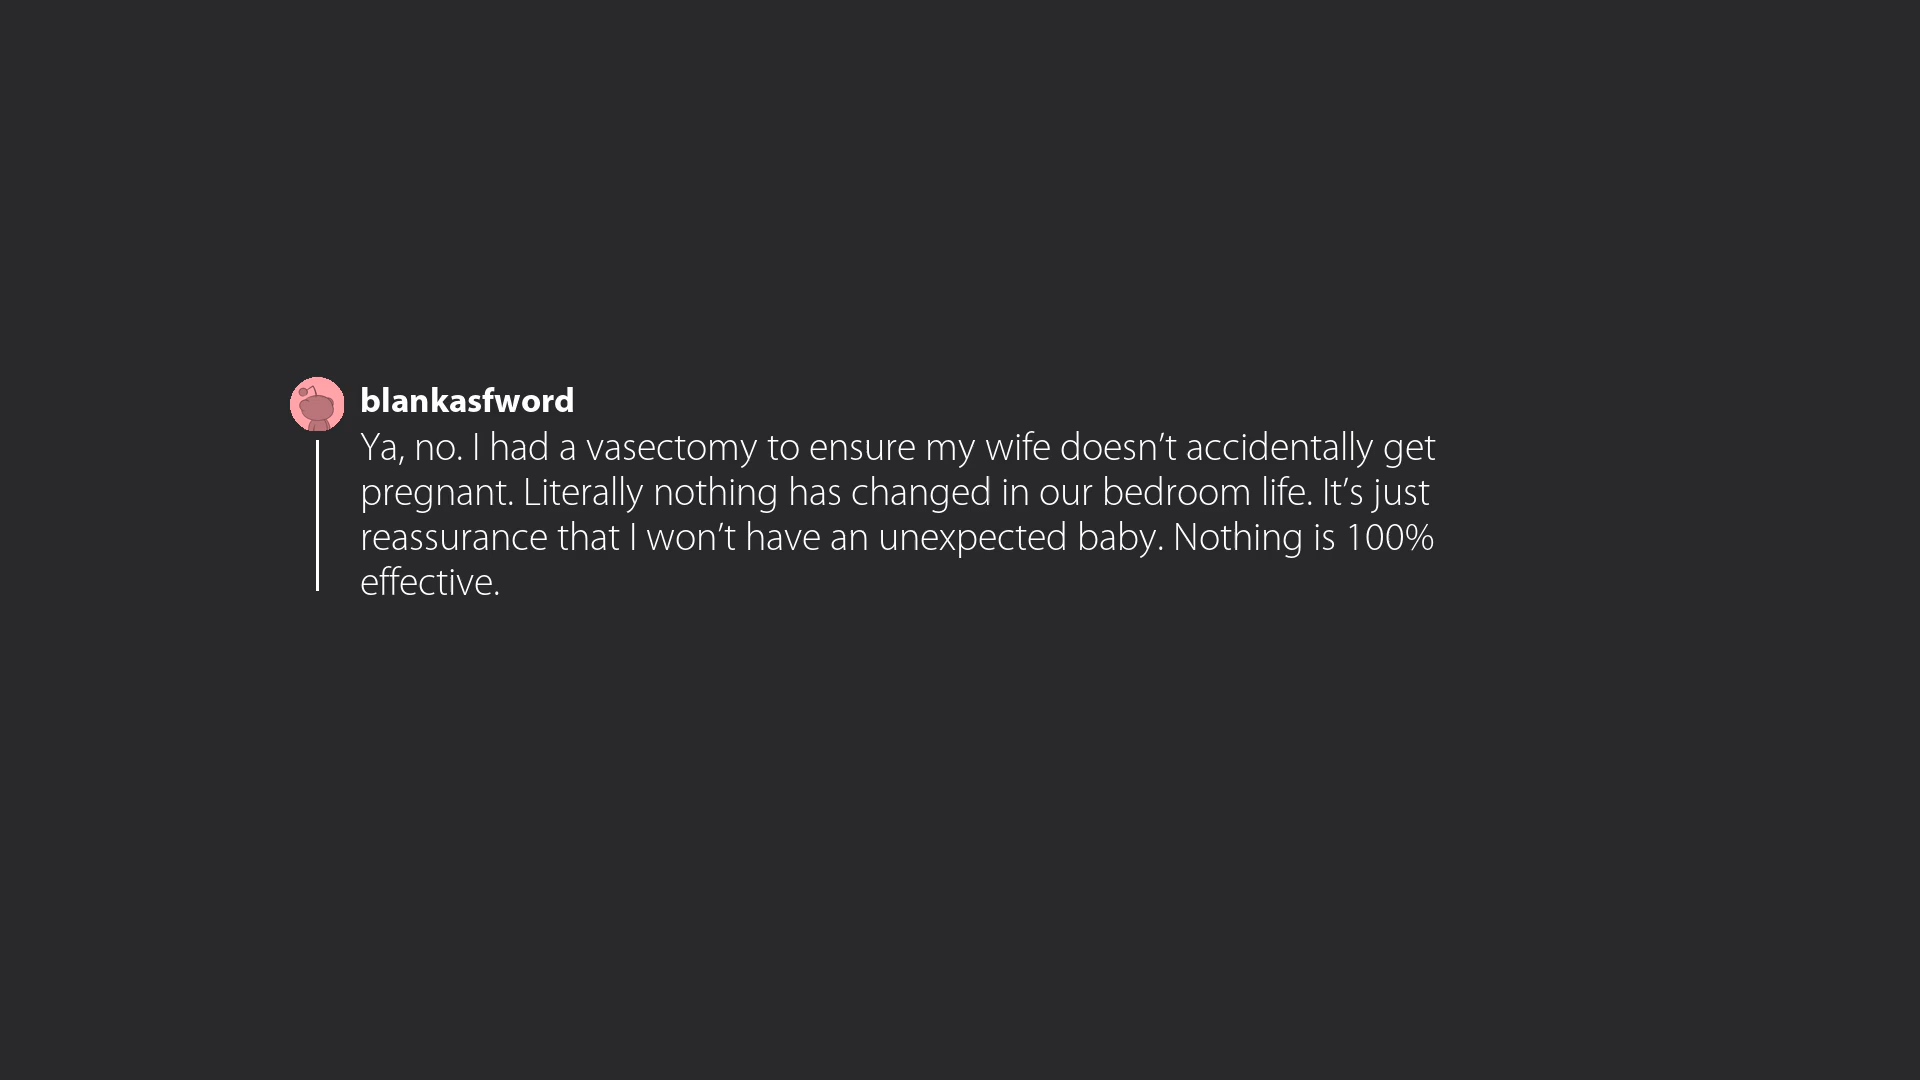 blankasfword
Ya, no. I had a vasectomy to ensure my wife doesn’t accidentally get
pregnant. Literally nothing has changed in our bedroom life. It’s just
reassurance that I won’t have an unexpected baby. Nothing is 100%
effective.